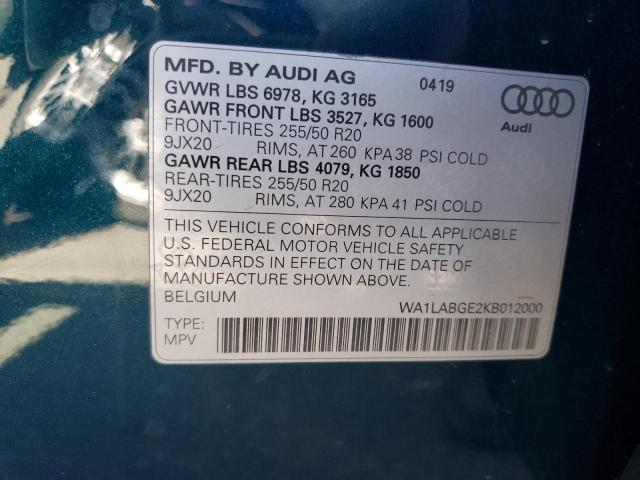 MFD. BY AUDI AG 0419
GVWR LBS 6978, KG 3165
GAWR FRONT LBS 3527, KG 1600
FRONT-TIRES 255/50 R20
9JX20 RIMS, AT 260 KPA 38 PSI COLD
GAWR REAR LBS 4079, KG 1850
REAR-TIRES 255/50 R20
9JX20 RIMS, AT 280 KPA 41 PSI COLD
Audi
THIS VEHICLE CONFORMS TO ALL APPLICABLE
U.S. FEDERAL MOTOR VEHICLE SAFETY
STANDARDS IN EFFECT ON THE DATE OF
MANUFACTURE SHOWN ABOVE.
BELGIUM
WA1LABGE2KB012000
TYPE:
MPV